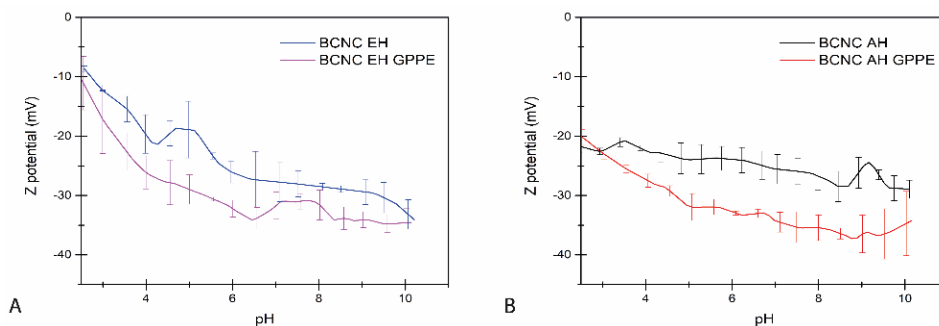 0
-10
-20
-30
-40
Z potential (mV)
BCNC EH
BCNC EH GPPE
4
6
8
10
pH
A
0
-10
-20
-30
-40
Z potential (mV)
BCNC AH
BCNC AH GPPE
4
6
8
10
pH
B